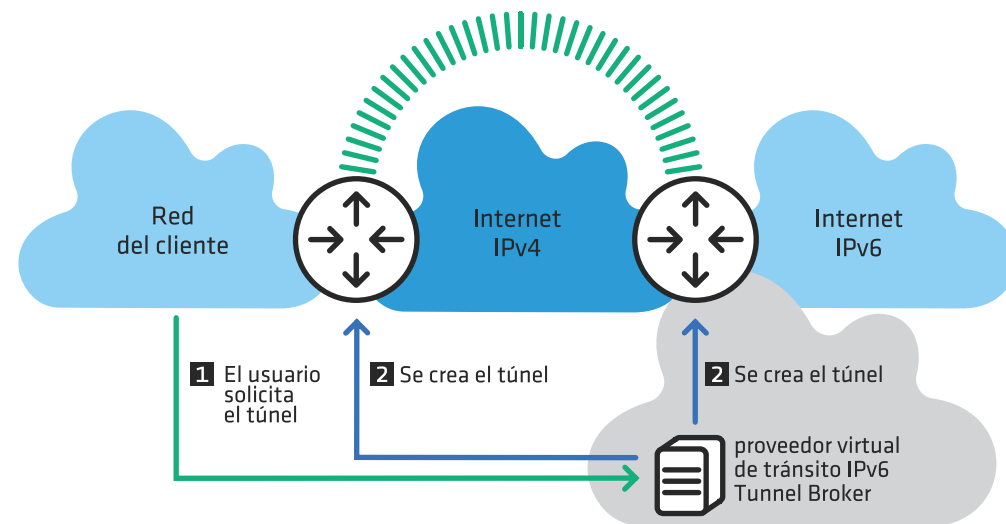 Red
del cliente
Internet
IPv4
Internet
IPv6
1 El usuario
solicita
el túnel
2 Se crea el túnel
2 Se crea el túnel
proveedor virtual
de tránsito IPv6
Tunnel Broker